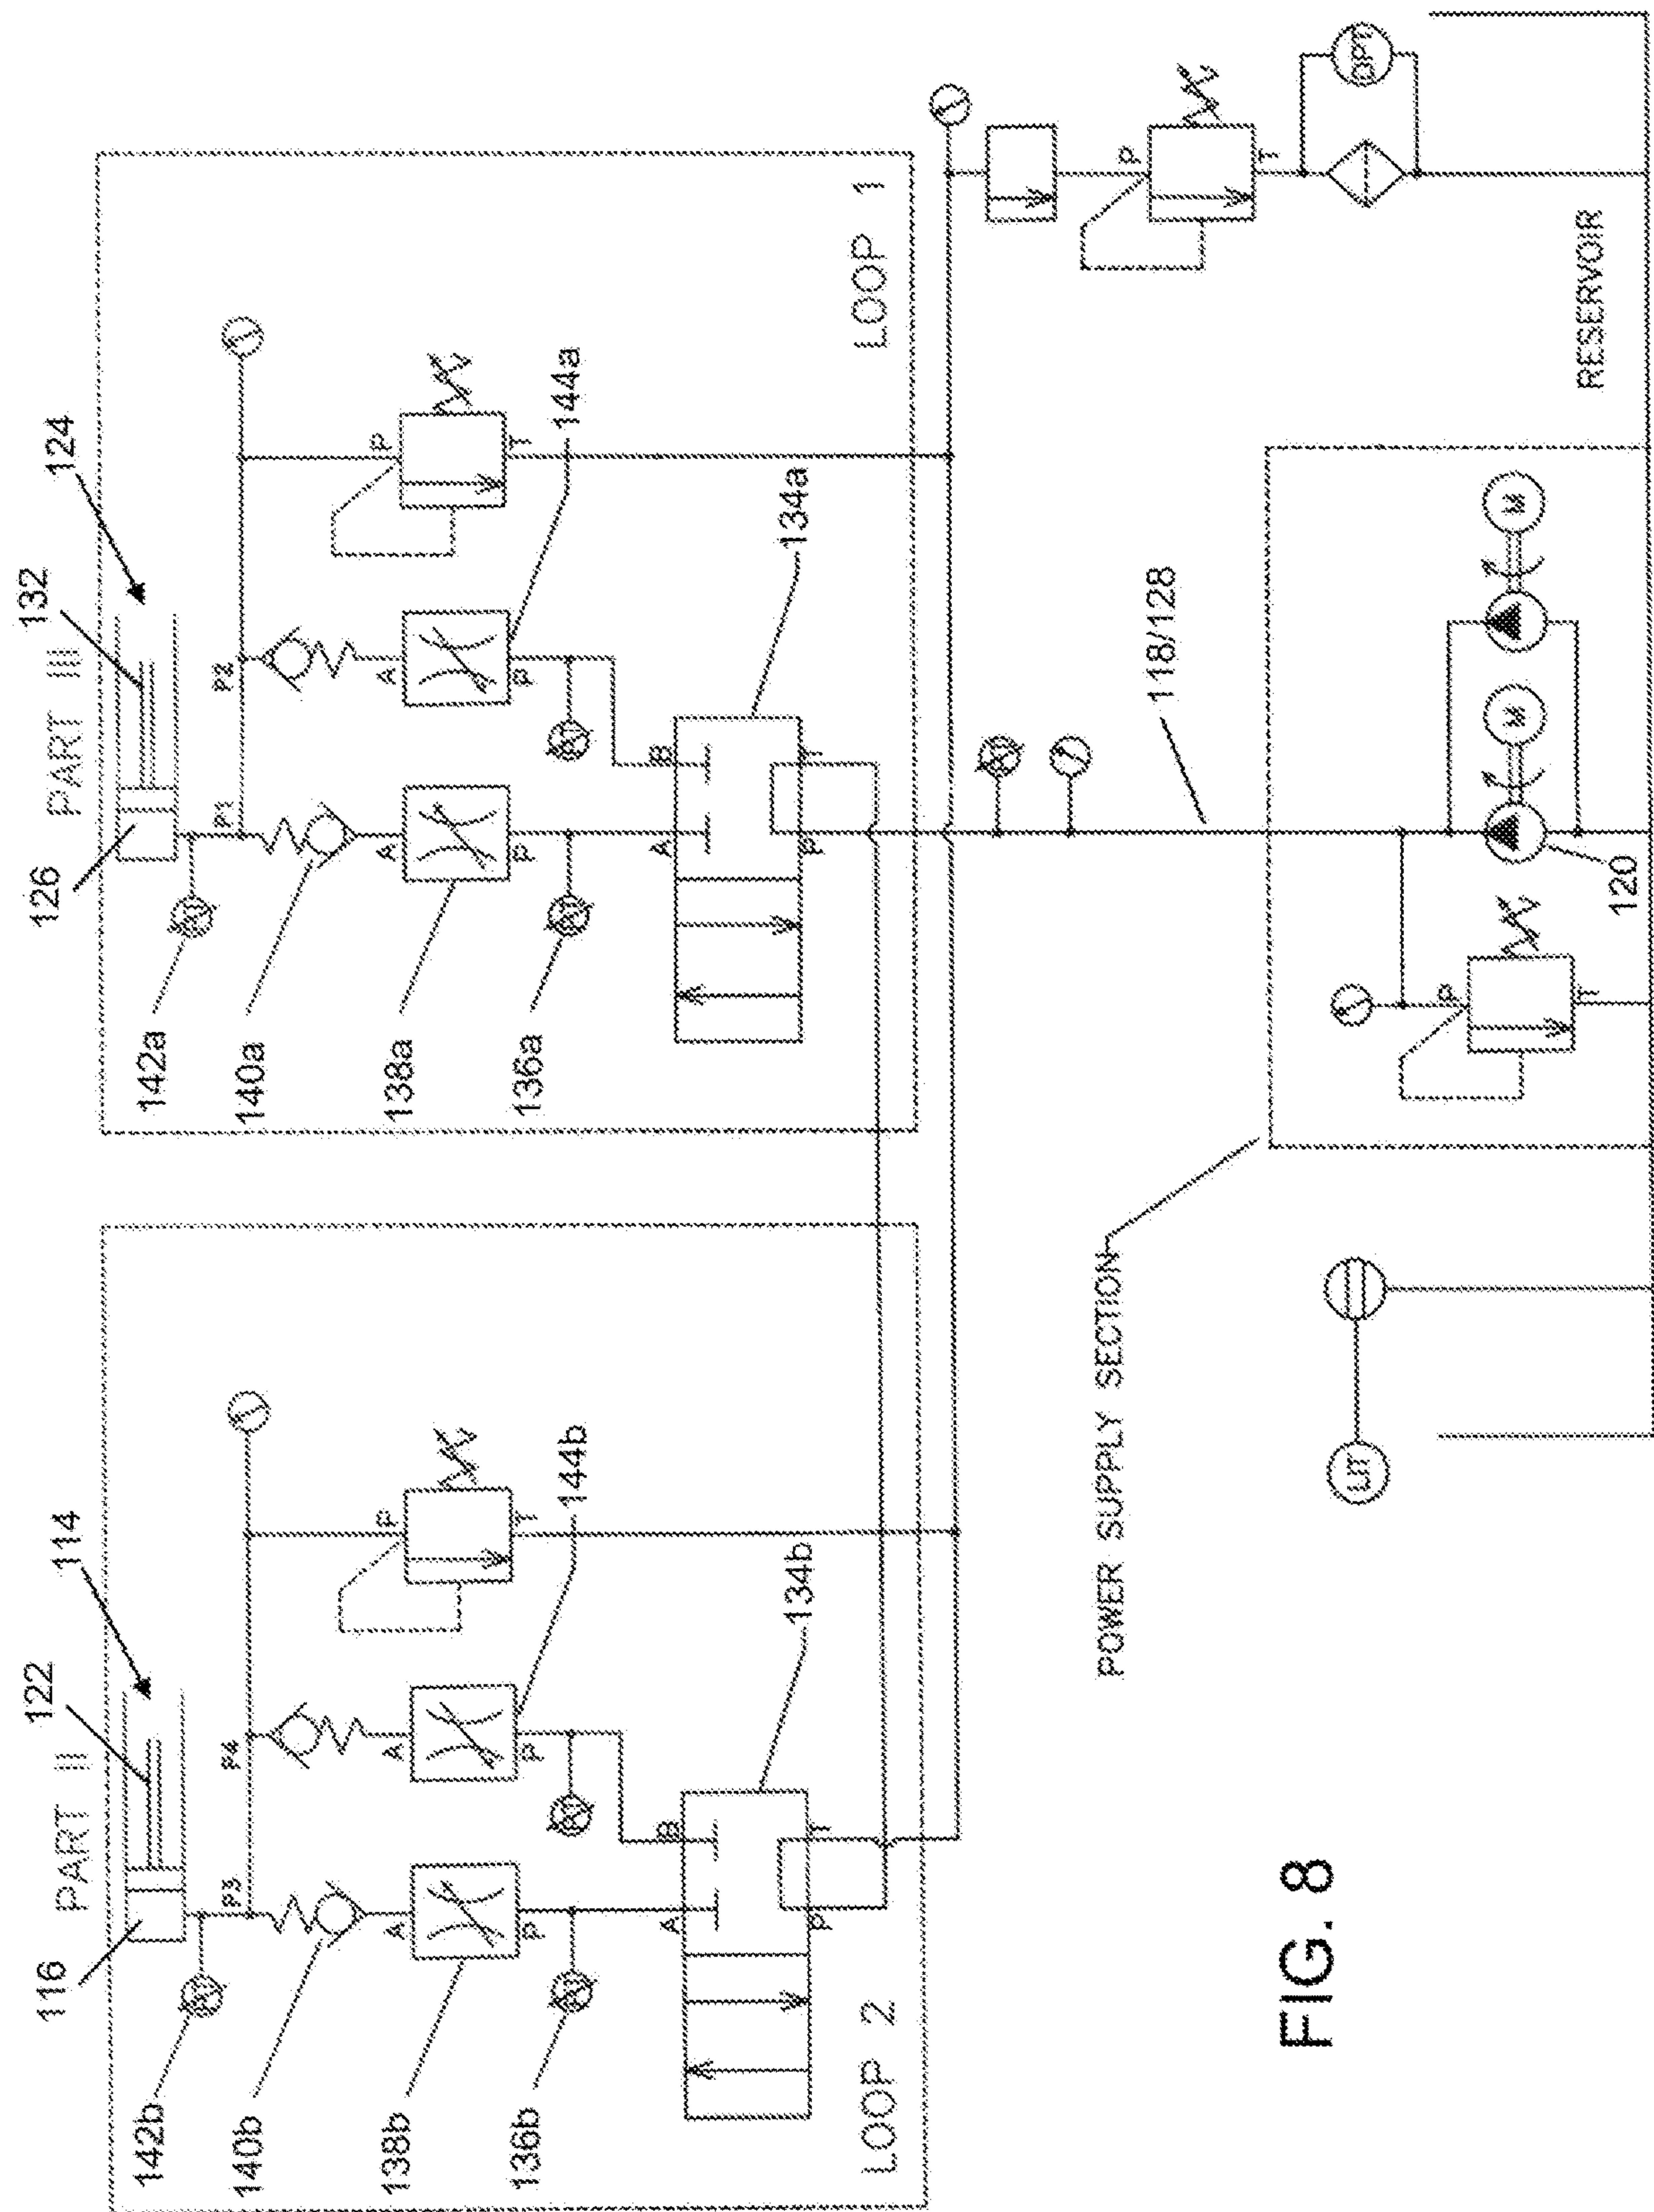 PART II
116
122
114
142b
P3
P4
140b
138b
A
P
A
P
P
T
144b
136b
A
B
P
T
134b
LOOP 2
PART III
126
132
124
142a
P1
P2
140a
138a
A
P
A
P
P
T
144a
136a
A
B
P
T
134a
LOOP 1
118/128
P
T
DPT
POWER SUPPLY SECTION
P
T
M
M
120
LIT
RESERVOIR
FIG. 8